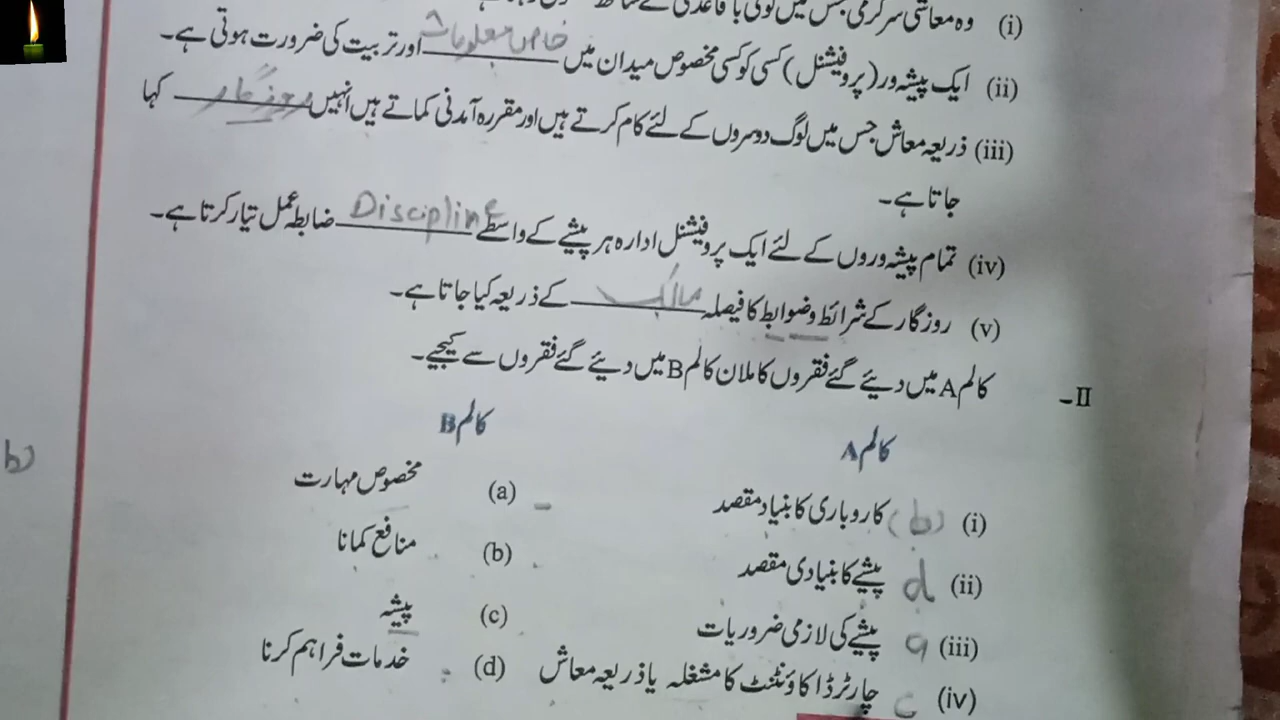 (i) وہ معاشی سرگرمی جس میں کوئی باقاعدگی کے ساتھ
(ii) ایک پیشہ ور (پروفیشنل) کسی کو کسی مخصوص میدان میں خاص معلومات اور تربیت کی ضرورت ہوتی ہے۔
(iii) ذریعہ معاش جس میں لوگ دوسروں کے لئے کام کرتے ہیں اور مقررہ آمدنی کماتے ہیں انہیں روزگار کہا
جاتا ہے۔
(iv) تمام پیشہ وروں کے لئے ایک پروفیشنل ادارہ ہر پیشے کے واسطے Discipline ضابطہ عمل تیار کرتا ہے۔
(v) روزگار کے شرائط وضوابط کا فیصلہ مالک کے ذریعہ کیا جاتا ہے۔
II۔ کالم A میں دیئے گئے فقروں کا ملان کالم B میں دیئے گئے فقروں سے کیجیے۔
کالم A کالم B
(i) (b) کاروباری کا بنیاد مقصد (a) مخصوص مہارت
(ii) d پیشے کا بنیادی مقصد (b) منافع کمانا
(iii) a پیشے کی لازمی ضروریات (c) پیشہ
(iv) c چارٹرڈ اکاؤنٹنٹ کا مشغلہ یا ذریعہ معاش (d) خدمات فراہم کرنا
b)